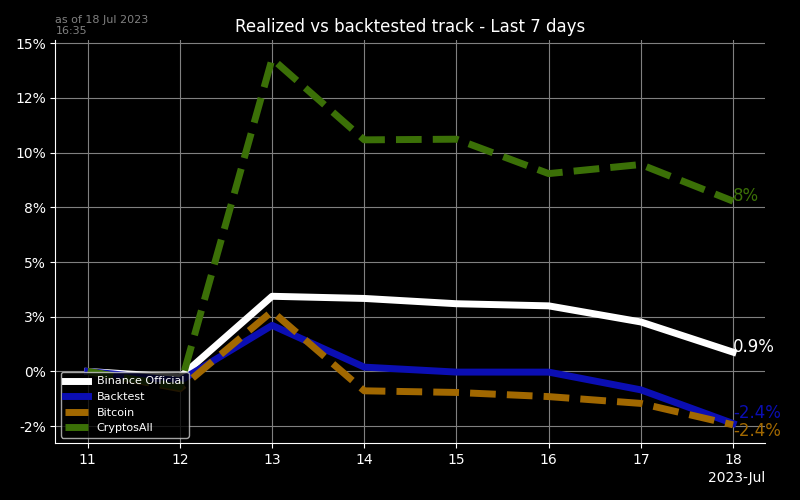 as of 18 Jul 2023
16:35
Realized vs backtested track - Last 7 days
15%
12%
10%
8%
5%
3%
0%
-2%
8%
0.9%
-2.4%
-2.4%
Binance Official
Backtest
Bitcoin
CryptosAll
11 12 13 14 15 16 17 18
2023-Jul